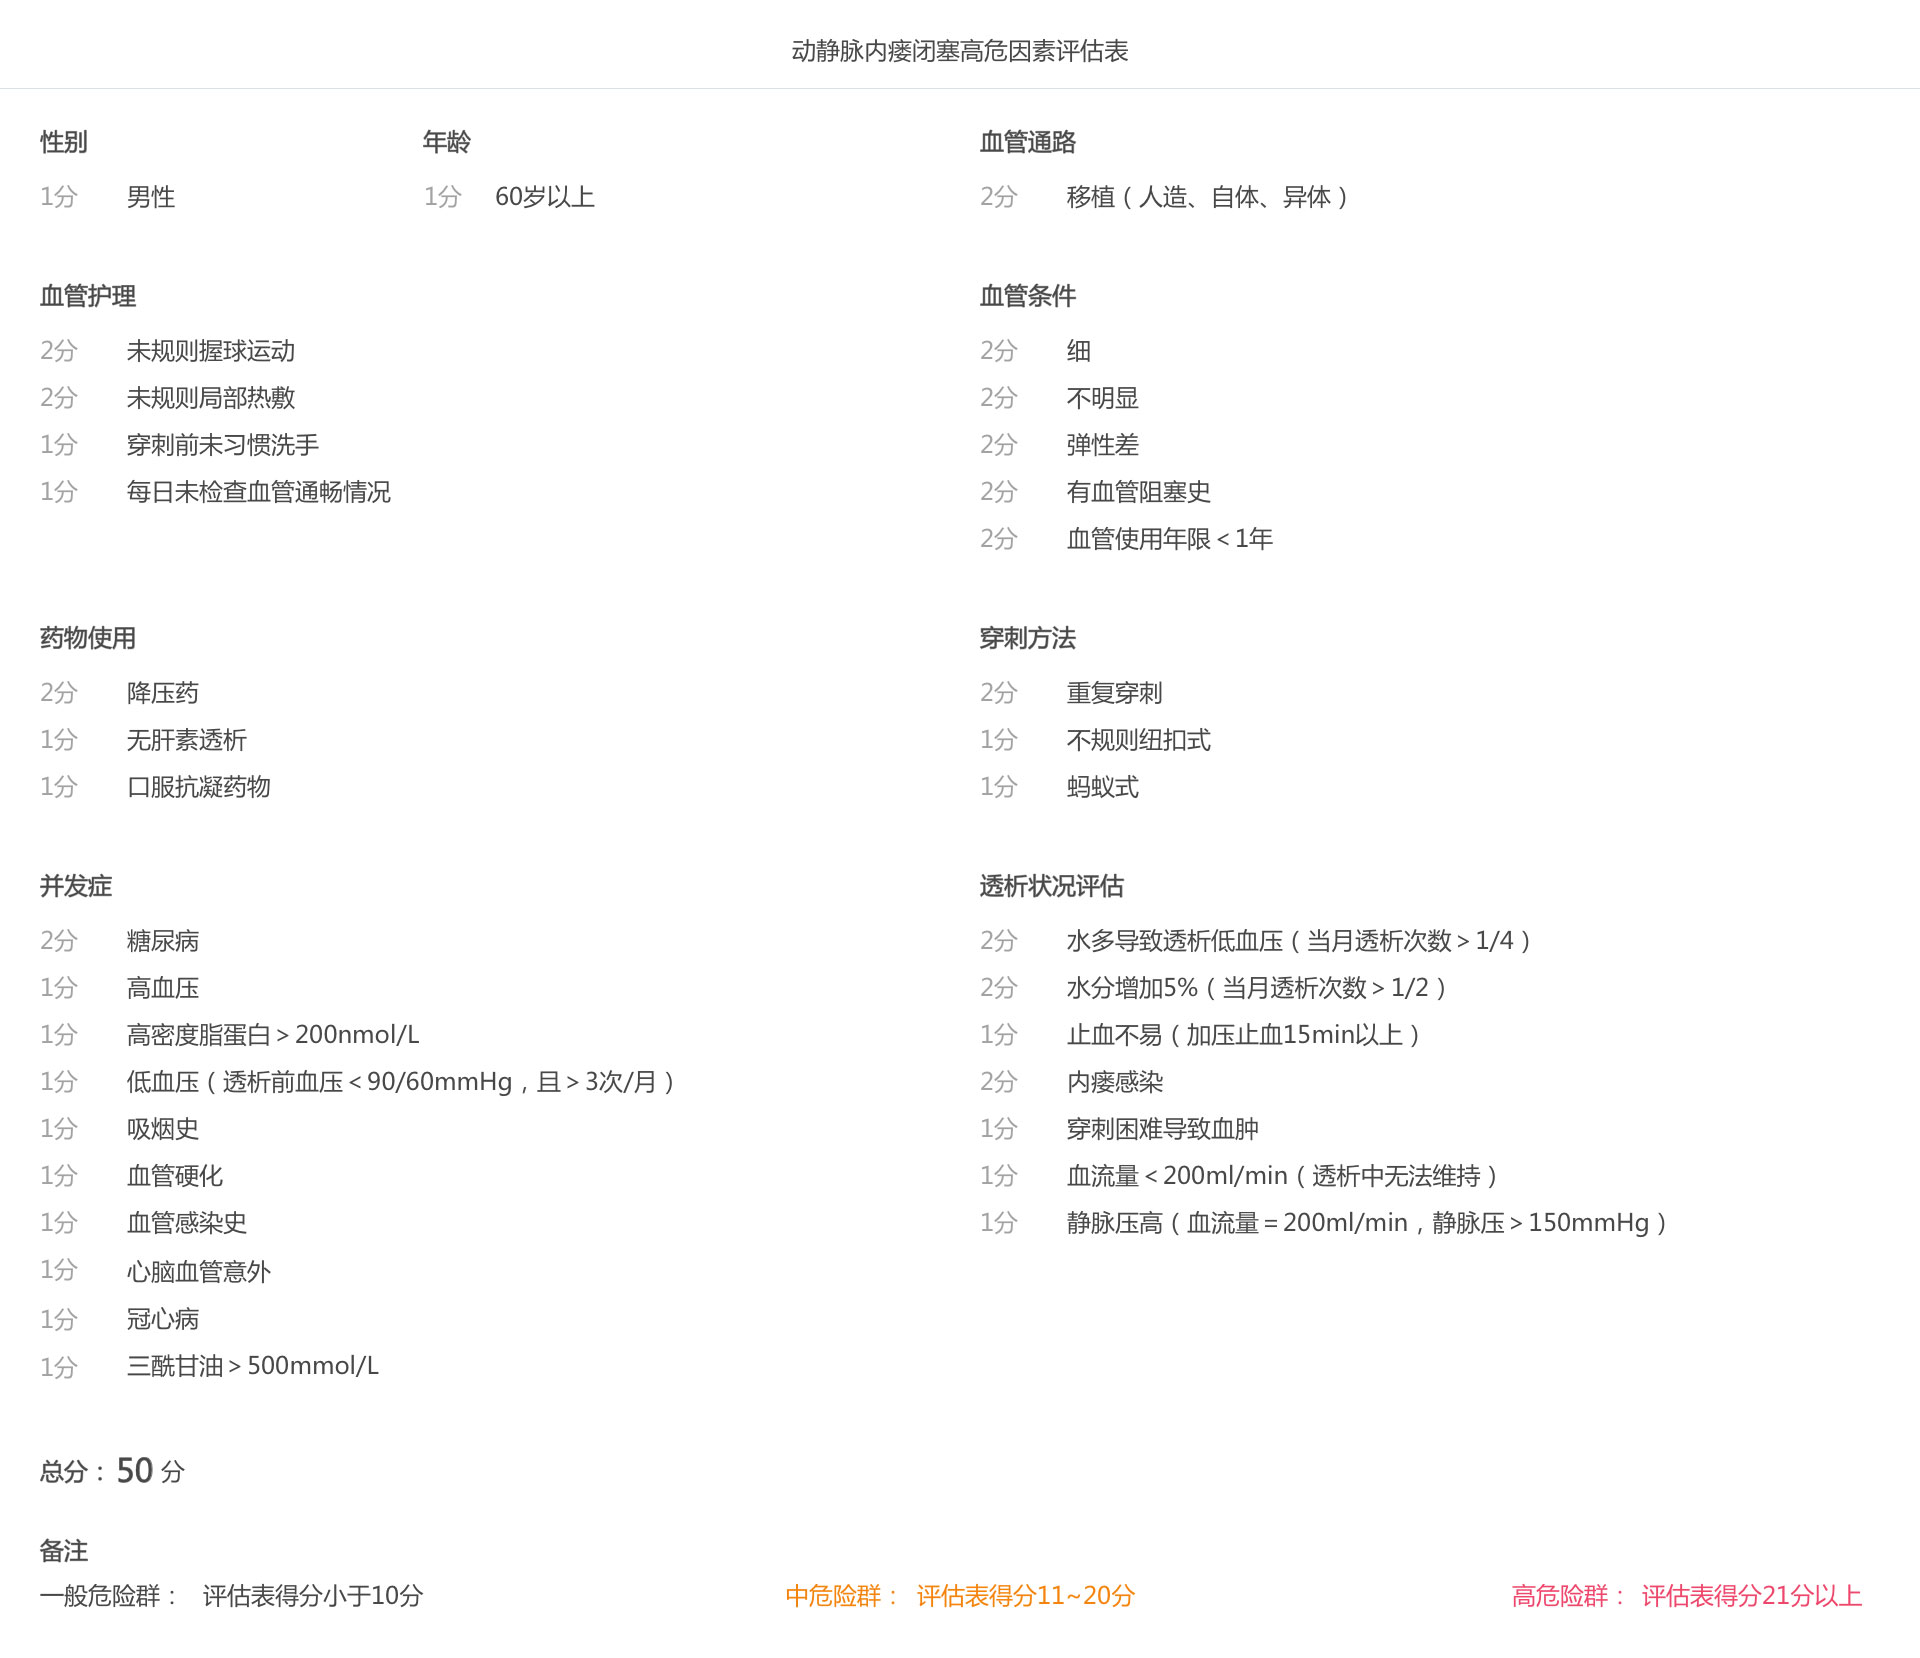 动静脉内瘘闭塞高危因素评估表
性别
1分 男性
年龄
1分 60岁以上
血管通路
2分 移植（人造、自体、异体）
血管护理
2分 未规则握球运动
2分 未规则局部热敷
1分 穿刺前未习惯洗手
1分 每日未检查血管通畅情况
血管条件
2分 细
2分 不明显
2分 弹性差
2分 有血管阻塞史
2分 血管使用年限＜1年
药物使用
2分 降压药
1分 无肝素透析
1分 口服抗凝药物
穿刺方法
2分 重复穿刺
1分 不规则纽扣式
1分 蚂蚁式
并发症
2分 糖尿病
1分 高血压
1分 高密度脂蛋白＞200nmol/L
1分 低血压（透析前血压＜90/60mmHg，且＞3次/月）
1分 吸烟史
1分 血管硬化
1分 血管感染史
1分 心脑血管意外
1分 冠心病
1分 三酰甘油＞500mmol/L
透析状况评估
2分 水多导致透析低血压（当月透析次数＞1/4）
2分 水分增加5%（当月透析次数＞1/2）
1分 止血不易（加压止血15min以上）
2分 内瘘感染
1分 穿刺困难导致血肿
1分 血流量＜200ml/min（透析中无法维持）
1分 静脉压高（血流量＝200ml/min，静脉压＞150mmHg）
总分：50 分
备注
一般危险群： 评估表得分小于10分
中危险群： 评估表得分11~20分
高危险群： 评估表得分21分以上